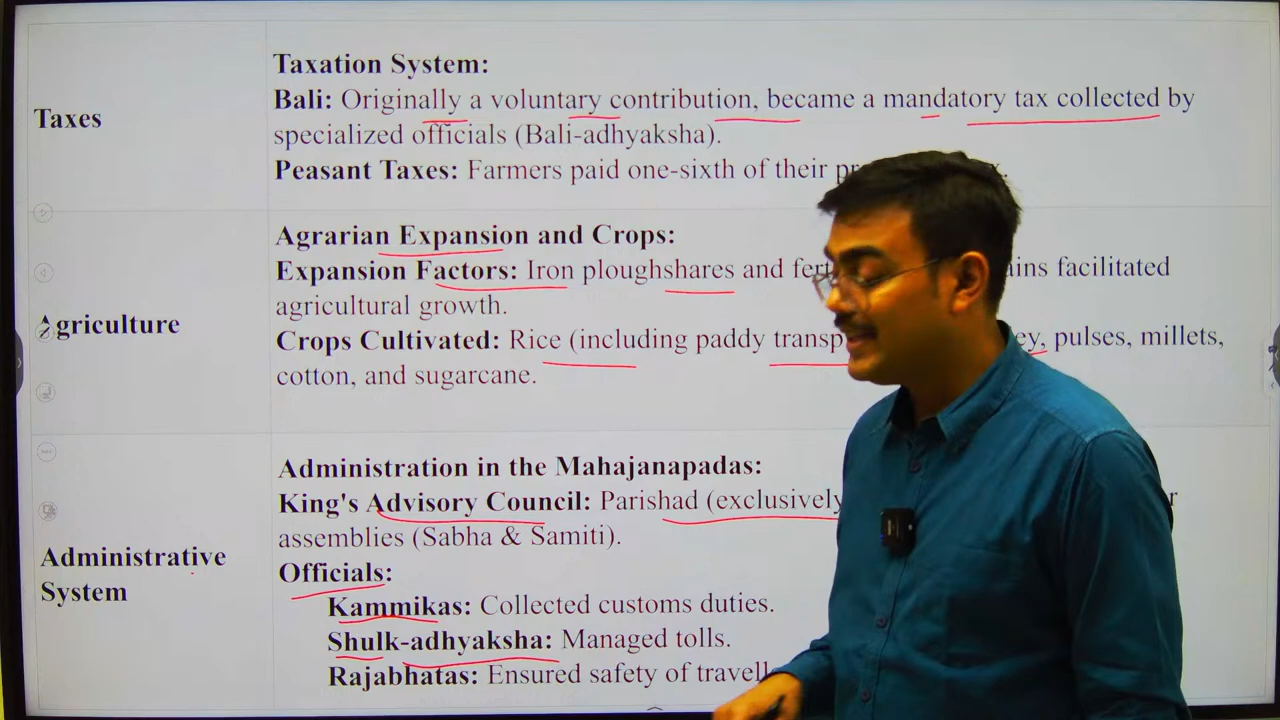 Taxes
Taxation System:
Bali: Originally a voluntary contribution, became a mandatory tax collected by
specialized officials (Bali-adhyaksha).
Peasant Taxes: Farmers paid one-sixth of their
Agriculture
Agrarian Expansion and Crops:
Expansion Factors: Iron ploughshares and facilitated
agricultural growth.
Crops Cultivated: Rice (including paddy pulses, millets,
cotton, and sugarcane.
Administrative
System
Administration in the Mahajanapadas:
King's Advisory Council: Parishad (exclusively
assemblies (Sabha & Samiti).
Officials:
Kammikas: Collected customs duties.
Shulk-adhyaksha: Managed tolls.
Rajabhatas: Ensured safety of